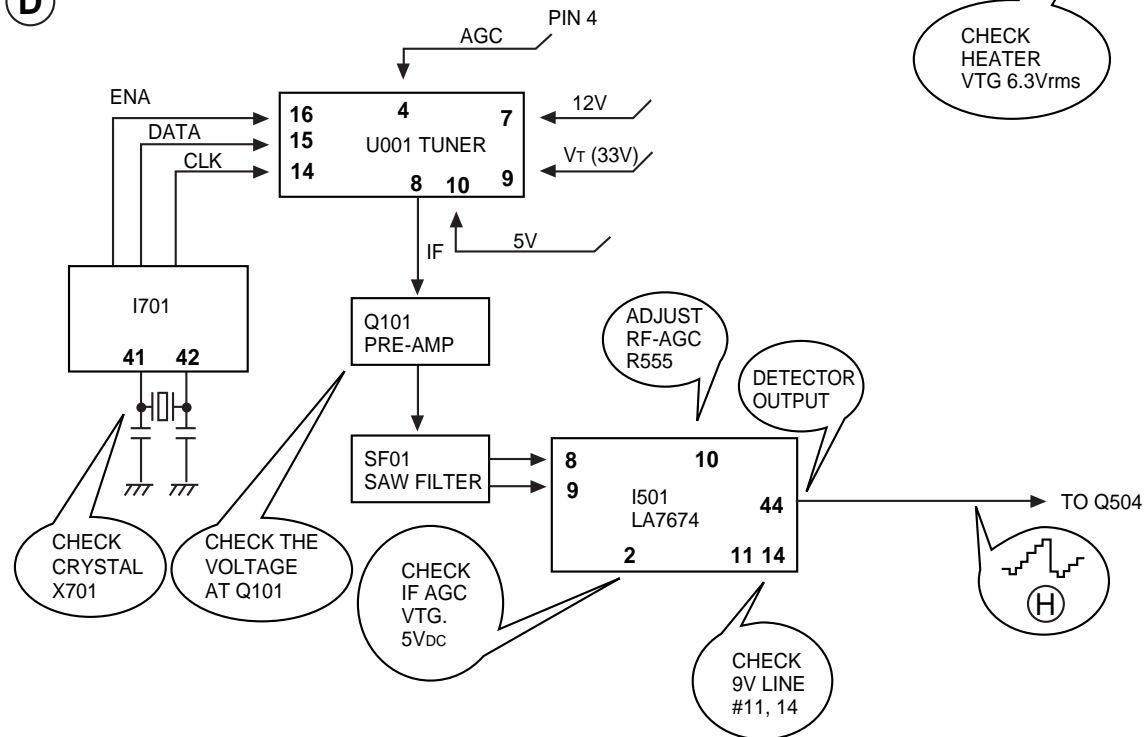 D
PIN 4
AGC
CHECK
HEATER
VTG 6.3Vrms
ENA
DATA
CLK
16
15
14
4
7
U001 TUNER
8 10 9
12V
VT (33V)
5V
IF
I701
41 42
Q101
PRE-AMP
SF01
SAW FILTER
ADJUST
RF-AGC
R555
DETECTOR
OUTPUT
8
9
10
I501
LA7674
44
2
11 14
TO Q504
CHECK
CRYSTAL
X701
CHECK THE
VOLTAGE
AT Q101
CHECK
IF AGC
VTG.
5VDC
CHECK
9V LINE
#11, 14
H